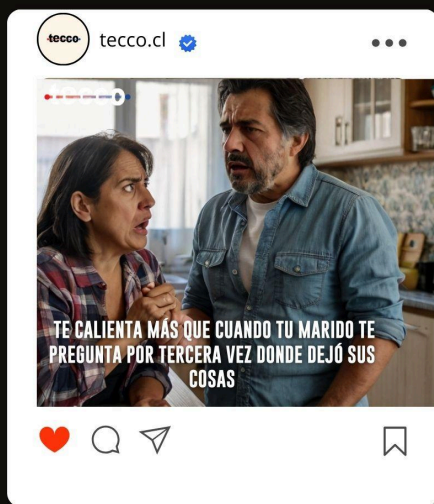 tecco
tecco.cl
tecco
TE CALIENTA MÁS QUE CUANDO TU MARIDO TE
PREGUNTA POR TERCERA VEZ DONDE DEJÓ SUS
COSAS